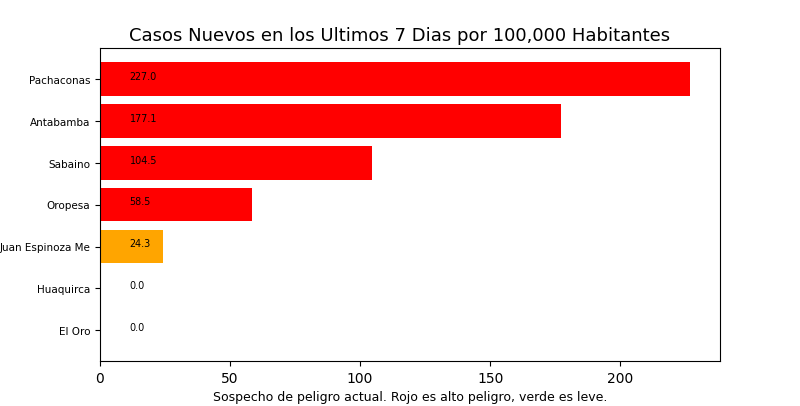 Casos Nuevos en los Ultimos 7 Dias por 100,000 Habitantes
Pachaconas 227.0
Antabamba 177.1
Sabaino 104.5
Oropesa 58.5
Juan Espinoza Me 24.3
Huaquirca 0.0
El Oro 0.0
0 50 100 150 200
Sospecho de peligro actual. Rojo es alto peligro, verde es leve.